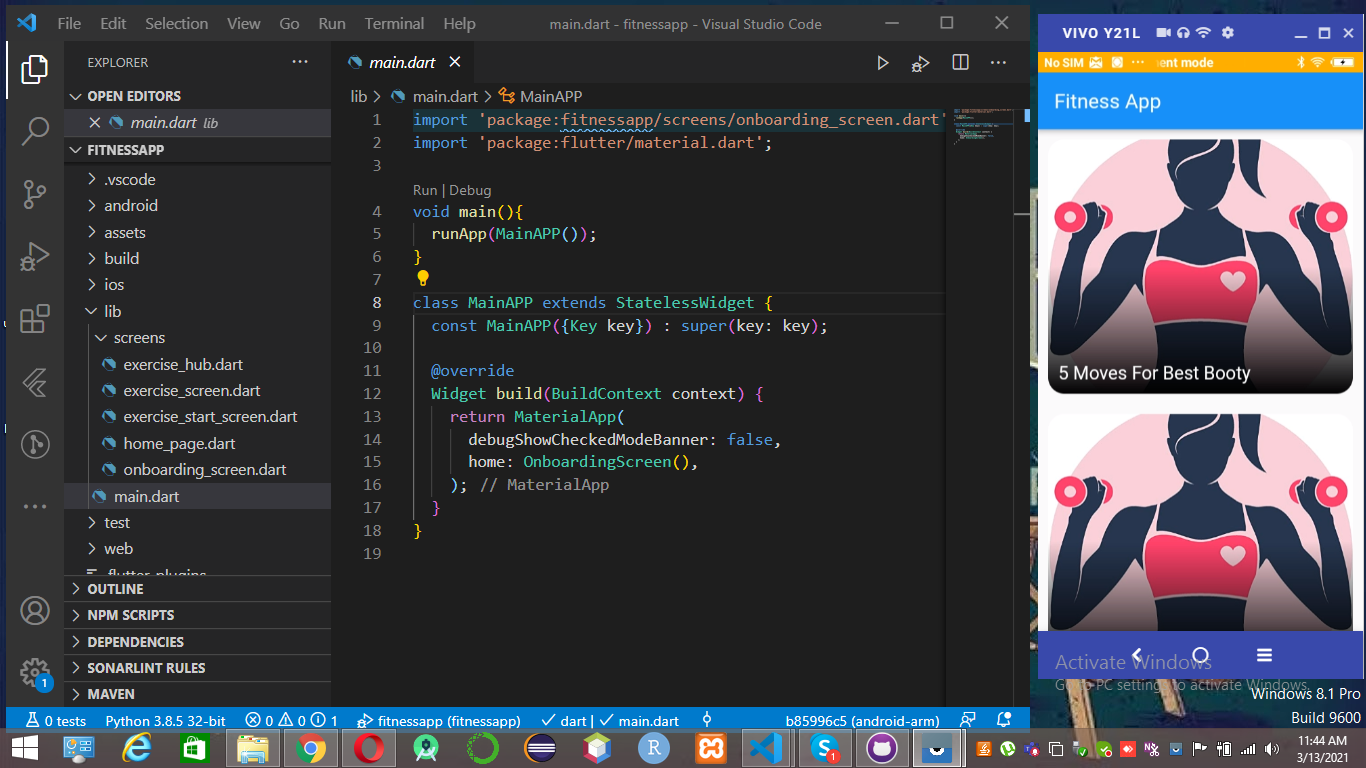 File Edit Selection View Go Run Terminal Help
main.dart - fitnessapp - Visual Studio Code
EXPLORER
OPEN EDITORS
main.dart lib
FITNESSAPP
.vscode
android
assets
build
ios
lib
screens
exercise_hub.dart
exercise_screen.dart
exercise_start_screen.dart
home_page.dart
onboarding_screen.dart
main.dart
test
web
.flutter-plugins
OUTLINE
NPM SCRIPTS
DEPENDENCIES
SONARLINT RULES
MAVEN
1
main.dart
lib > main.dart > MainAPP
1 import 'package:fitnessapp/screens/onboarding_screen.dart'
2 import 'package:flutter/material.dart';
3
Run | Debug
4 void main(){
5 runApp(MainAPP());
6 }
7
8 class MainAPP extends StatelessWidget {
9 const MainAPP({Key key}) : super(key: key);
10
11 @override
12 Widget build(BuildContext context) {
13 return MaterialApp(
14 debugShowCheckedModeBanner: false,
15 home: OnboardingScreen(),
16 ); // MaterialApp
17 }
18 }
19
0 tests Python 3.8.5 32-bit 0 0 1 fitnessapp (fitnessapp) dart | main.dart b85996c5 (android-arm)
VIVO Y21L
No SIM ent mode
Fitness App
5 Moves For Best Booty
Activate Windows
Go to PC settings to activate Windows.
Windows 8.1 Pro
Build 9600
11:44 AM
3/13/2021